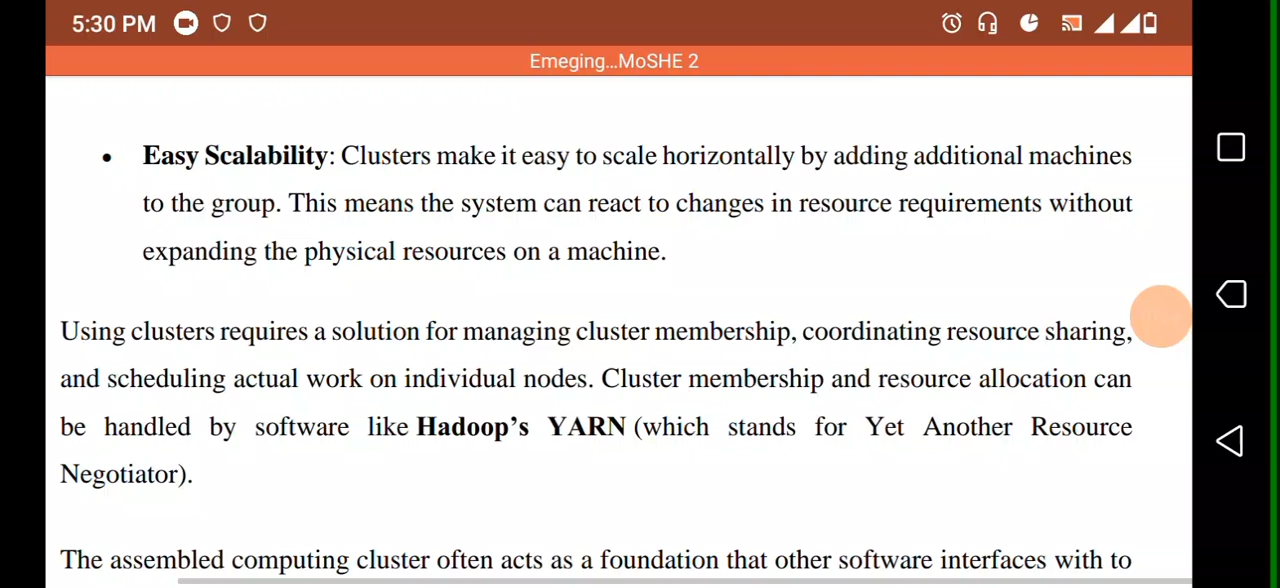 5:30 PM
Emeging...MoSHE 2
• Easy Scalability: Clusters make it easy to scale horizontally by adding additional machines
to the group. This means the system can react to changes in resource requirements without
expanding the physical resources on a machine.
Using clusters requires a solution for managing cluster membership, coordinating resource sharing,
and scheduling actual work on individual nodes. Cluster membership and resource allocation can
be handled by software like Hadoop's YARN (which stands for Yet Another Resource
Negotiator).
The assembled computing cluster often acts as a foundation that other software interfaces with to